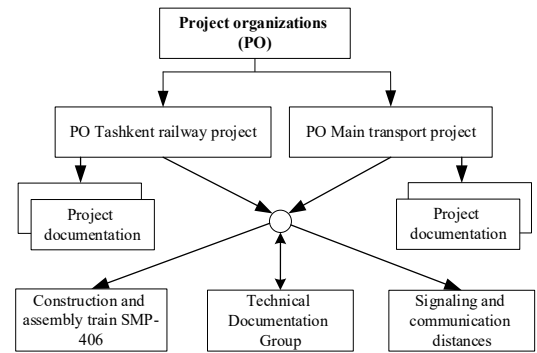 Project organizations
(PO)
PO Tashkent railway project
PO Main transport project
Project
documentation
Project
documentation
Construction and
assembly train SMP-
406
Technical
Documentation
Group
Signaling and
communication
distances